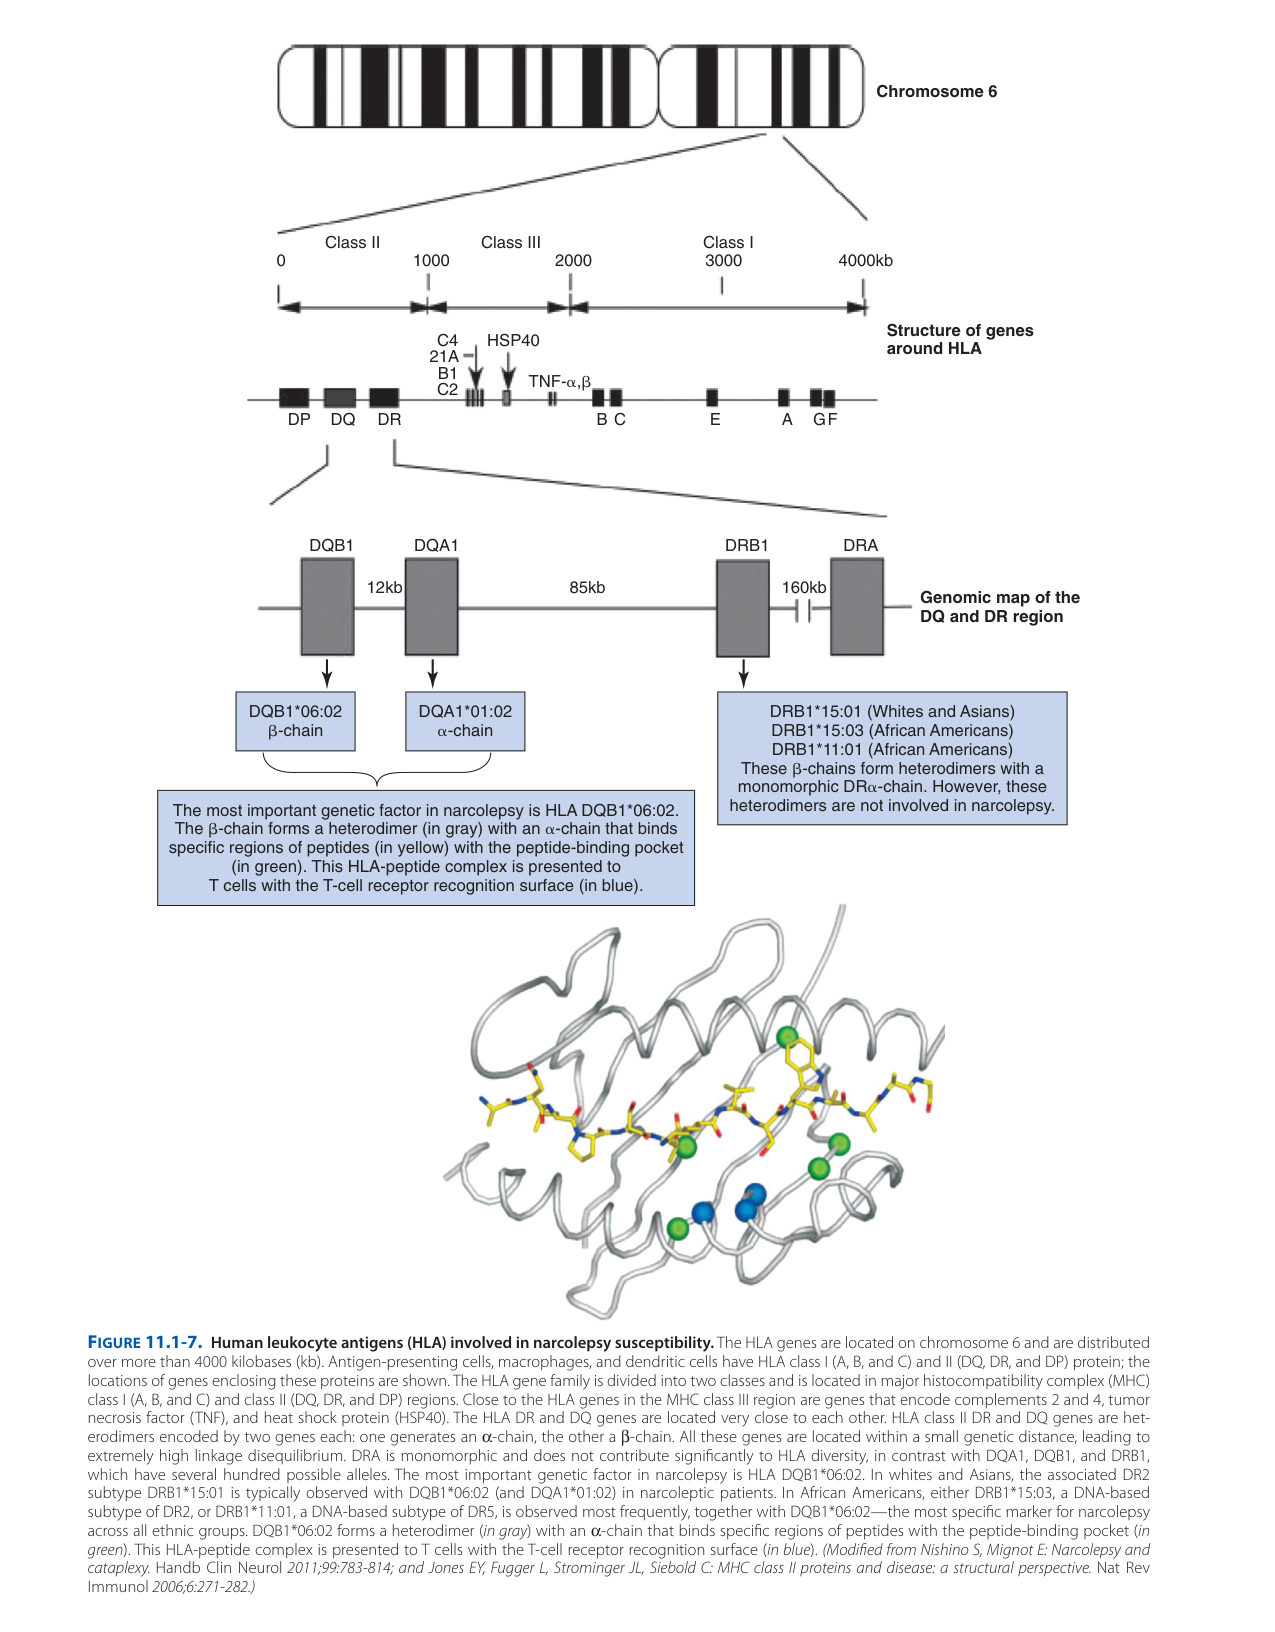 Chromosome 6
Class II Class III Class I
0 1000 2000 3000 4000kb
Structure of genes
around HLA
C4 HSP40
21A
B1
C2
TNF-α,β
DP DQ DR B C E A G F
DQB1 DQA1 DRB1 DRA
12kb 85kb 160kb
Genomic map of the
DQ and DR region
DQB1*06:02
β-chain
DQA1*01:02
α-chain
DRB1*15:01 (Whites and Asians)
DRB1*15:03 (African Americans)
DRB1*11:01 (African Americans)
These β-chains form heterodimers with a
monomorphic DRα-chain. However, these
heterodimers are not involved in narcolepsy.
The most important genetic factor in narcolepsy is HLA DQB1*06:02.
The β-chain forms a heterodimer (in gray) with an α-chain that binds
specific regions of peptides (in yellow) with the peptide-binding pocket
(in green). This HLA-peptide complex is presented to
T cells with the T-cell receptor recognition surface (in blue).
FIGURE 11.1-7. Human leukocyte antigens (HLA) involved in narcolepsy susceptibility. The HLA genes are located on chromosome 6 and are distributed
over more than 4000 kilobases (kb). Antigen-presenting cells, macrophages, and dendritic cells have HLA class I (A, B, and C) and II (DQ, DR, and DP) protein; the
locations of genes enclosing these proteins are shown. The HLA gene family is divided into two classes and is located in major histocompatibility complex (MHC)
class I (A, B, and C) and class II (DQ, DR, and DP) regions. Close to the HLA genes in the MHC class III region are genes that encode complements 2 and 4, tumor
necrosis factor (TNF), and heat shock protein (HSP40). The HLA DR and DQ genes are located very close to each other. HLA class II DR and DQ genes are het-
erodimers encoded by two genes each: one generates an α-chain, the other a β-chain. All these genes are located within a small genetic distance, leading to
extremely high linkage disequilibrium. DRA is monomorphic and does not contribute significantly to HLA diversity, in contrast with DQA1, DQB1, and DRB1,
which have several hundred possible alleles. The most important genetic factor in narcolepsy is HLA DQB1*06:02. In whites and Asians, the associated DR2
subtype DRB1*15:01 is typically observed with DQB1*06:02 (and DQA1*01:02) in narcoleptic patients. In African Americans, either DRB1*15:03, a DNA-based
subtype of DR2, or DRB1*11:01, a DNA-based subtype of DR5, is observed most frequently, together with DQB1*06:02—the most specific marker for narcolepsy
across all ethnic groups. DQB1*06:02 forms a heterodimer (in gray) with an α-chain that binds specific regions of peptides with the peptide-binding pocket (in
green). This HLA-peptide complex is presented to T cells with the T-cell receptor recognition surface (in blue). (Modified from Nishino S, Mignot E: Narcolepsy and
cataplexy. Handb Clin Neurol 2011;99:783-814; and Jones EY, Fugger L, Strominger JL, Siebold C: MHC class II proteins and disease: a structural perspective. Nat Rev
Immunol 2006;6:271-282.)